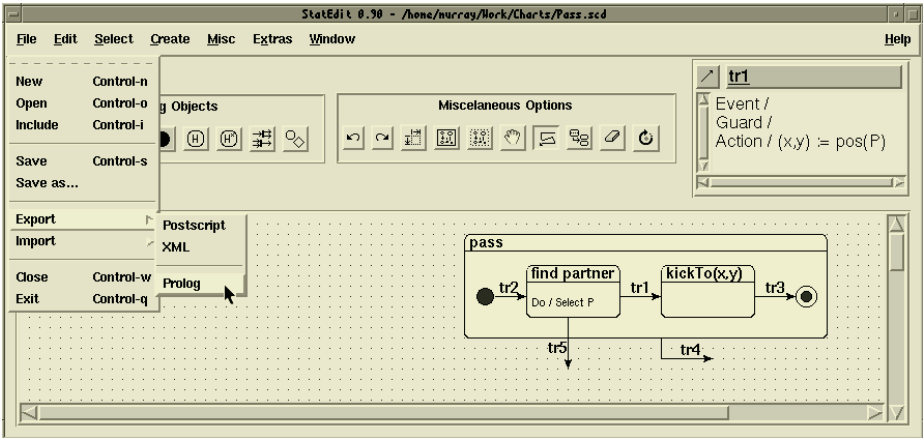 StatEdit 0.90 - /home/murray/Work/Charts/Pass.scd
File Edit Select Create Misc Extras Window Help
New Control-n
Open Control-o
Include Control-i
Save Control-s
Save as...
Export
Import
Close Control-w
Exit Control-q
Postscript
XML
Prolog
g Objects
H H*
Miscelaneous Options
tr1
Event /
Guard /
Action / (x,y) := pos(P)
pass
find partner
Do / Select P
kickTo(x,y)
tr2
tr1
tr3
tr5
tr4